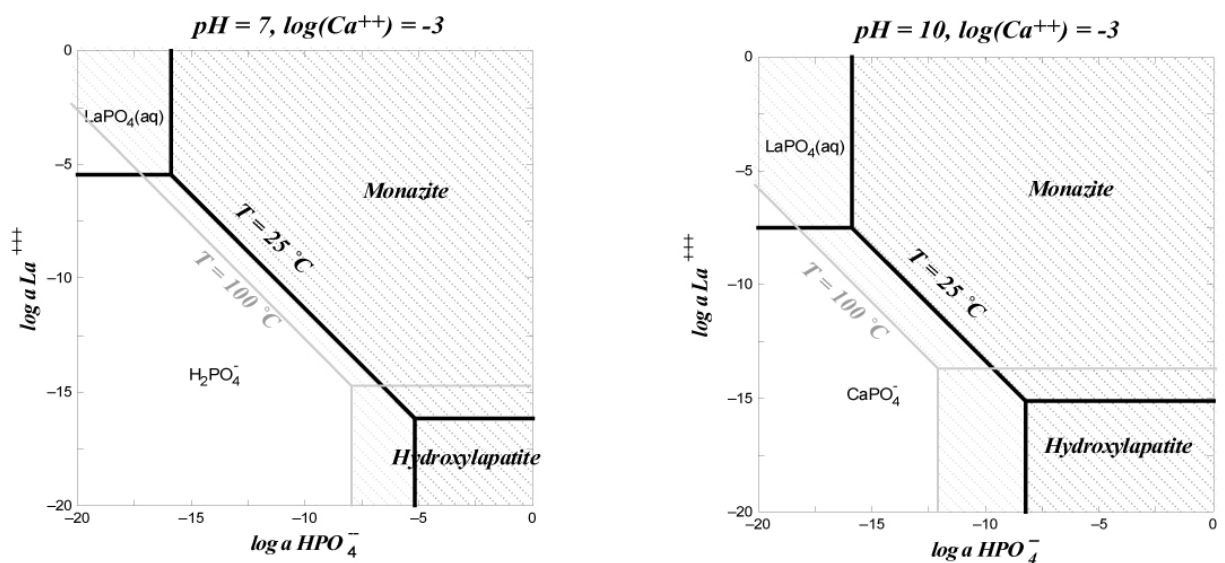 pH = 7, log(Ca⁺⁺) = -3
0
−5
−10
−15
−20
log a La⁺⁺⁺
LaPO₄(aq)
Monazite
T = 25 °C
T = 100 °C
H₂PO₄⁻
Hydroxylapatite
−20
−15
−10
−5
0
log a HPO₄⁻⁻
pH = 10, log(Ca⁺⁺) = -3
0
−5
−10
−15
−20
log a La⁺⁺⁺
LaPO₄(aq)
Monazite
T = 25 °C
T = 100 °C
CaPO₄⁻
Hydroxylapatite
−20
−15
−10
−5
0
log a HPO₄⁻⁻